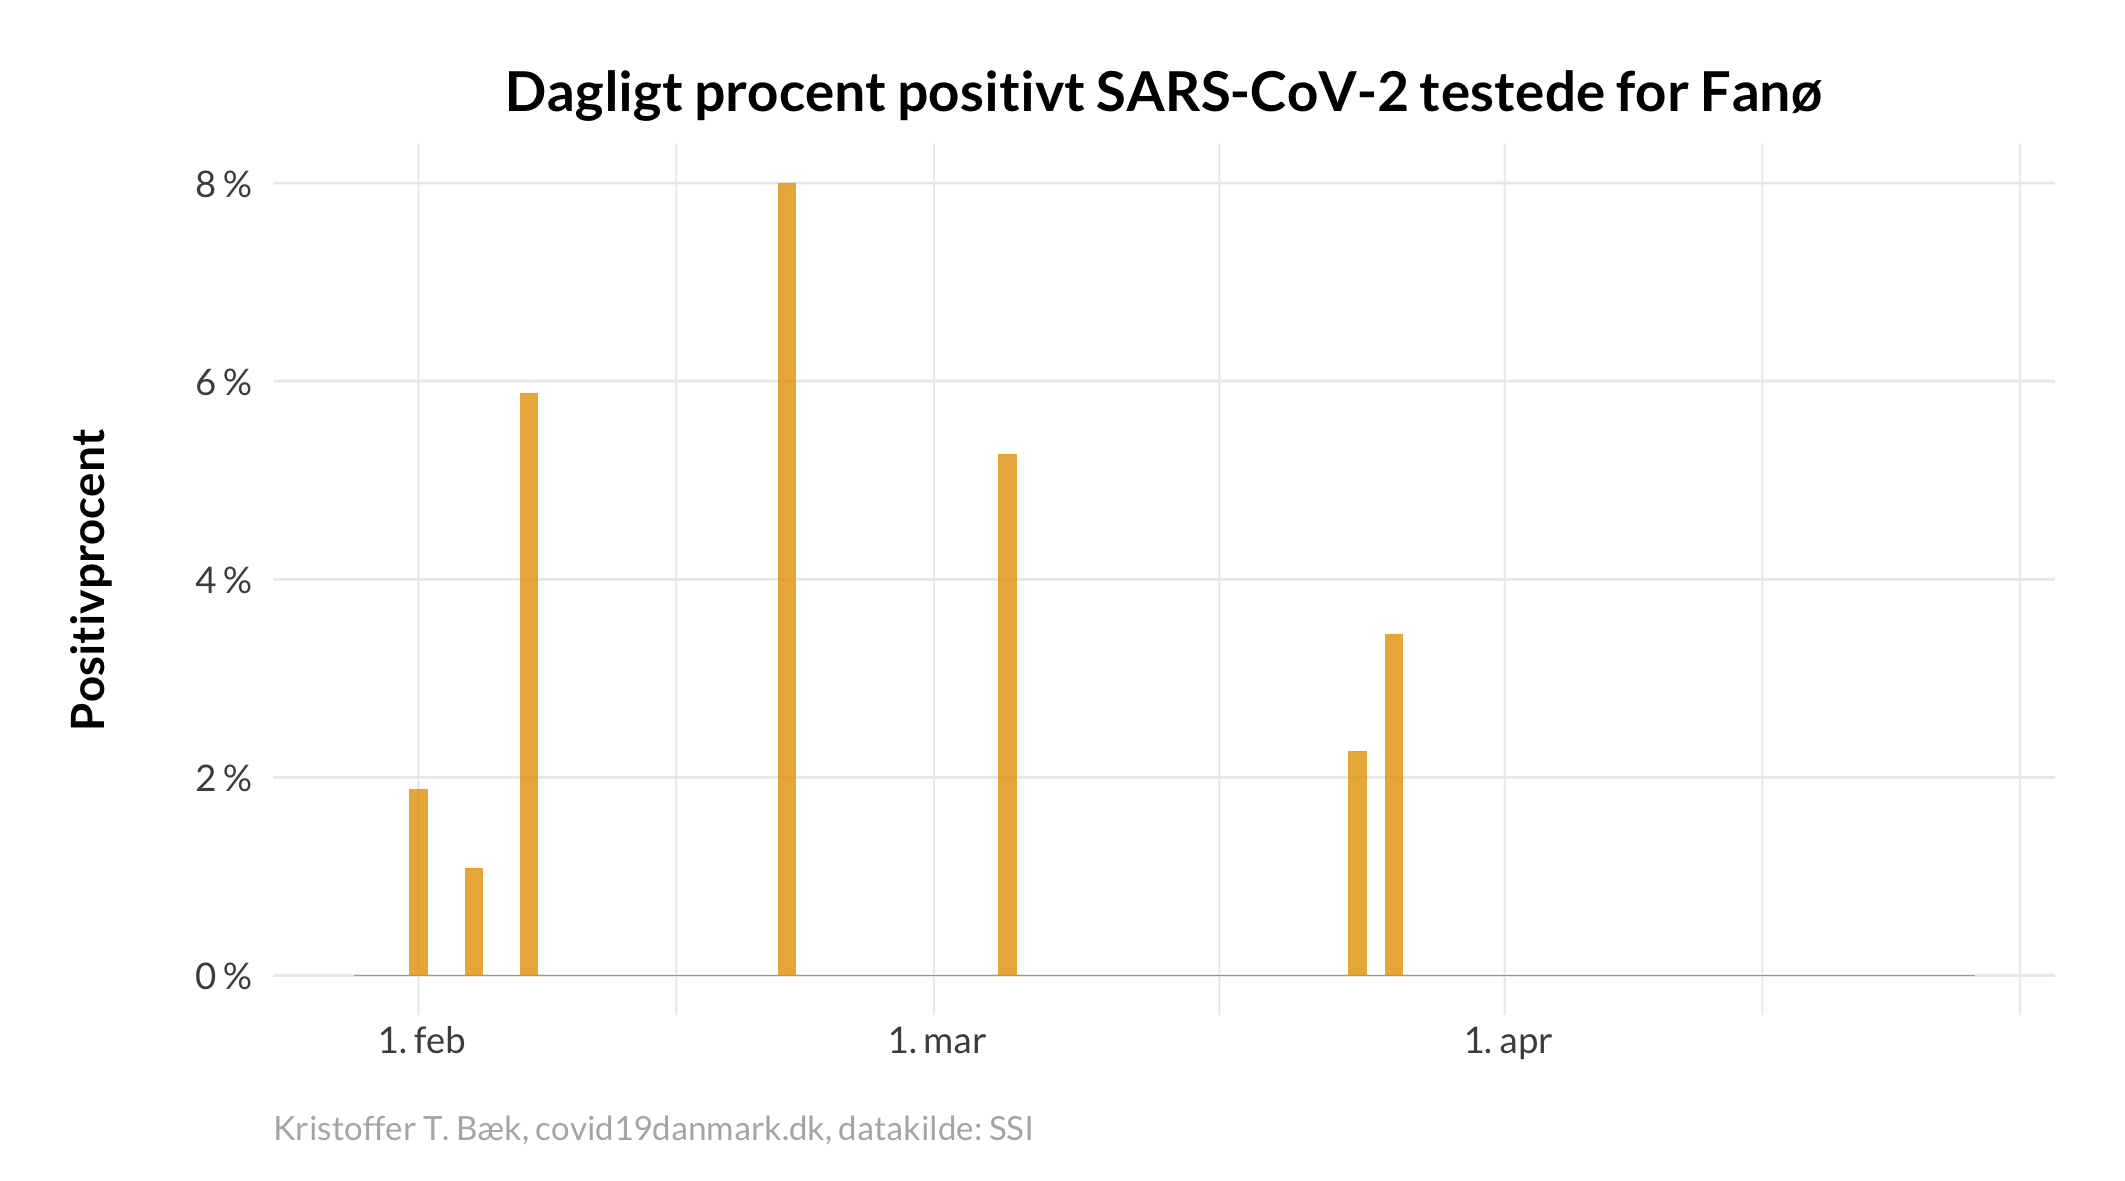 Dagligt procent positivt SARS-CoV-2 testede for Fanø
Positivprocent
8 %
6 %
4 %
2 %
0 %
1. feb
1. mar
1. apr
Kristoffer T. Bæk, covid19danmark.dk, datakilde: SSI